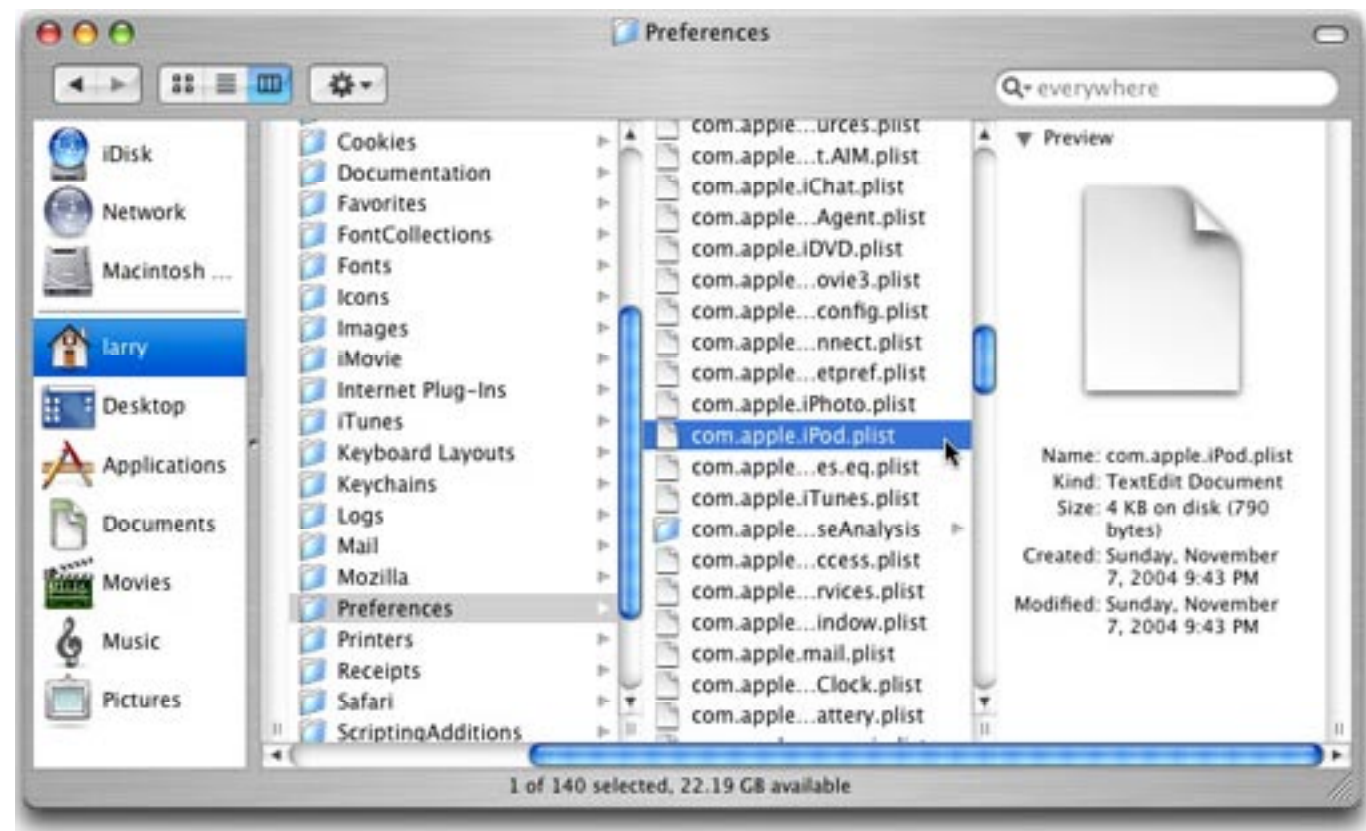 Preferences
everywhere
iDisk
Network
Macintosh ...
larry
Desktop
Applications
Documents
Movies
Music
Pictures
Cookies
Documentation
Favorites
FontCollections
Fonts
Icons
Images
iMovie
Internet Plug-Ins
iTunes
Keyboard Layouts
Keychains
Logs
Mail
Mozilla
Preferences
Printers
Receipts
Safari
ScriptingAdditions
com.apple...urces.plist
com.apple...t.AIM.plist
com.apple.iChat.plist
com.apple...Agent.plist
com.apple.iDVD.plist
com.apple...ovie3.plist
com.apple...config.plist
com.apple...nnect.plist
com.apple...etpref.plist
com.apple.iPhoto.plist
com.apple.iPod.plist
com.apple...es.eq.plist
com.apple.iTunes.plist
com.apple...seAnalysis
com.apple...ccess.plist
com.apple...rvices.plist
com.apple...indow.plist
com.apple.mail.plist
com.apple...Clock.plist
com.apple...attery.plist
Preview
Name: com.apple.iPod.plist
Kind: TextEdit Document
Size: 4 KB on disk (790
bytes)
Created: Sunday, November
7, 2004 9:43 PM
Modified: Sunday, November
7, 2004 9:43 PM
1 of 140 selected, 22.19 GB available